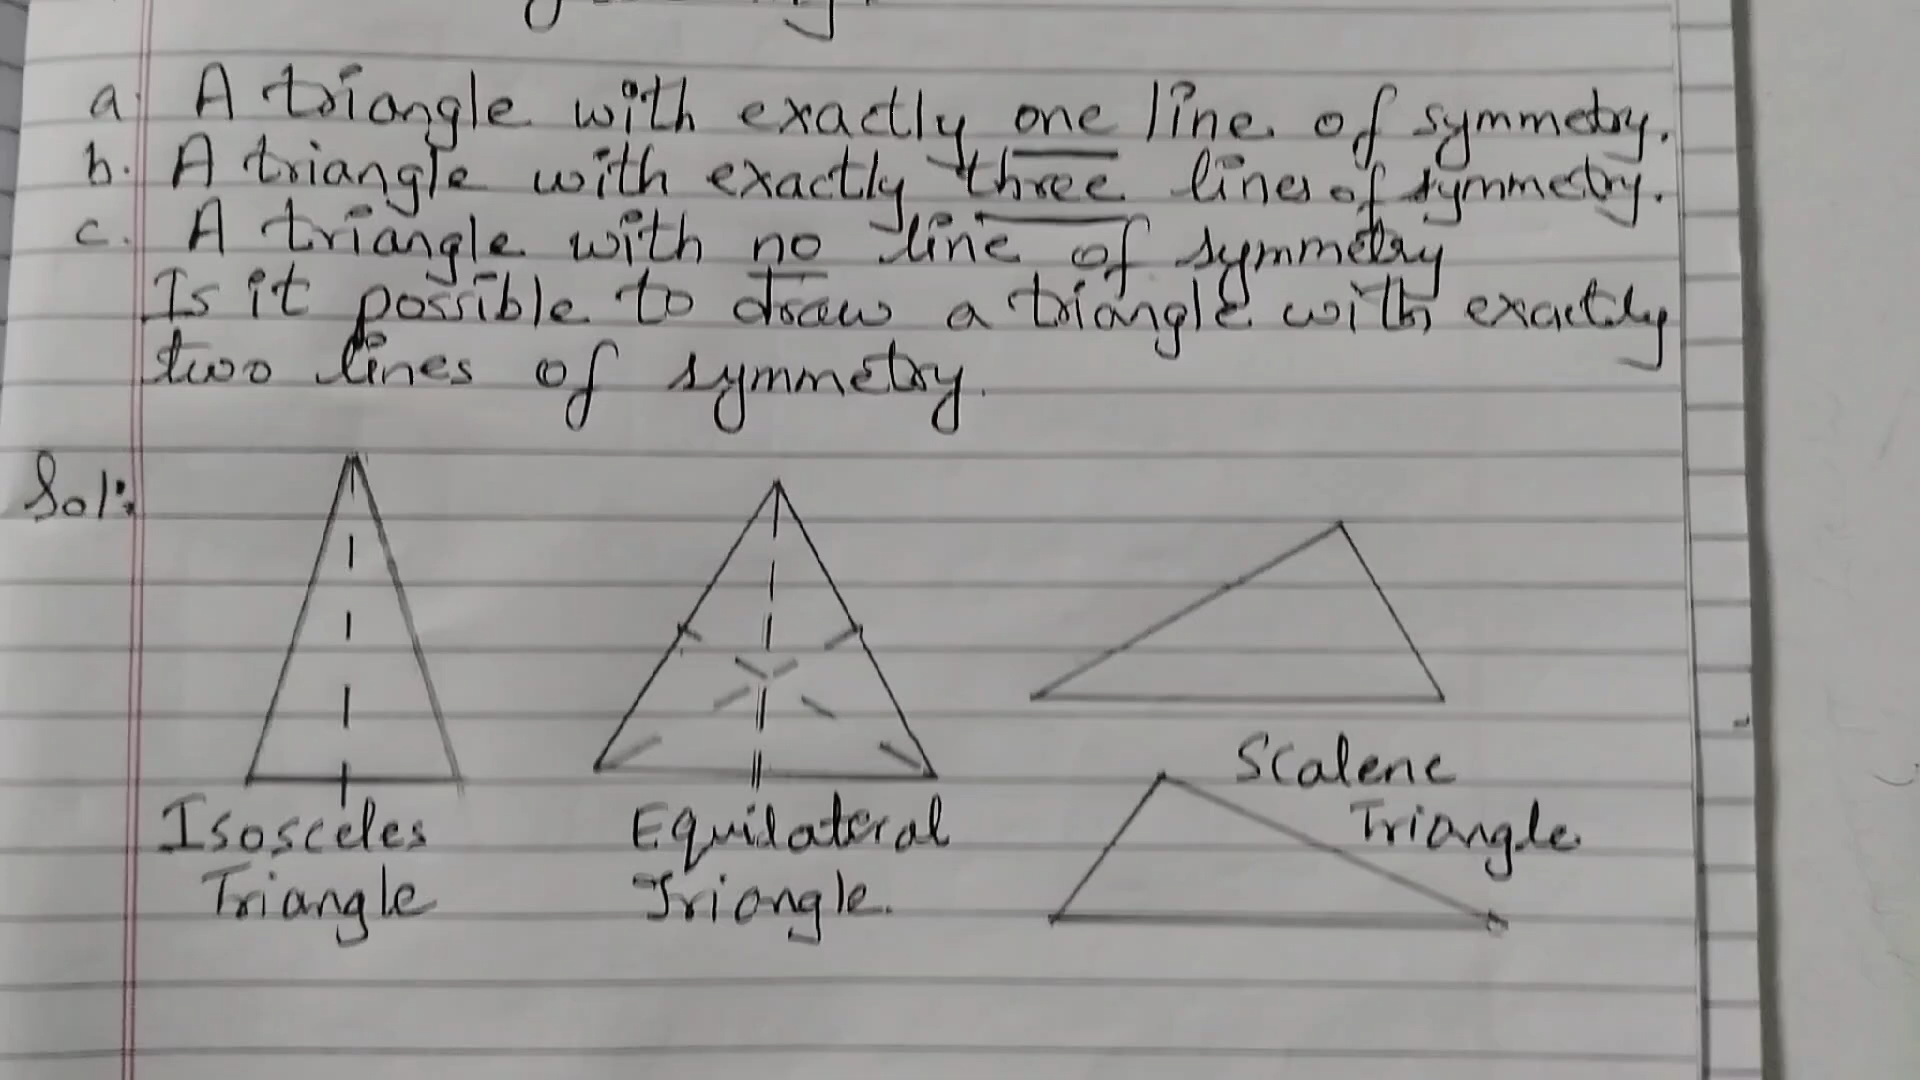 a. A triangle with exactly one line of symmetry.
b. A triangle with exactly three lines of symmetry.
c. A triangle with no line of symmetry
Is it possible to draw a triangle with exactly
two lines of symmetry.
Sol:
Isosceles
Triangle
Equilateral
Triangle.
Scalene
Triangle.